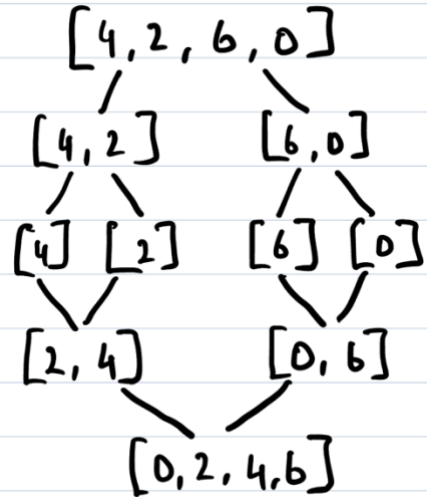 [4, 2, 6, 0]
[4, 2] [6, 0]
[4] [2] [6] [0]
[2, 4] [0, 6]
[0, 2, 4, 6]